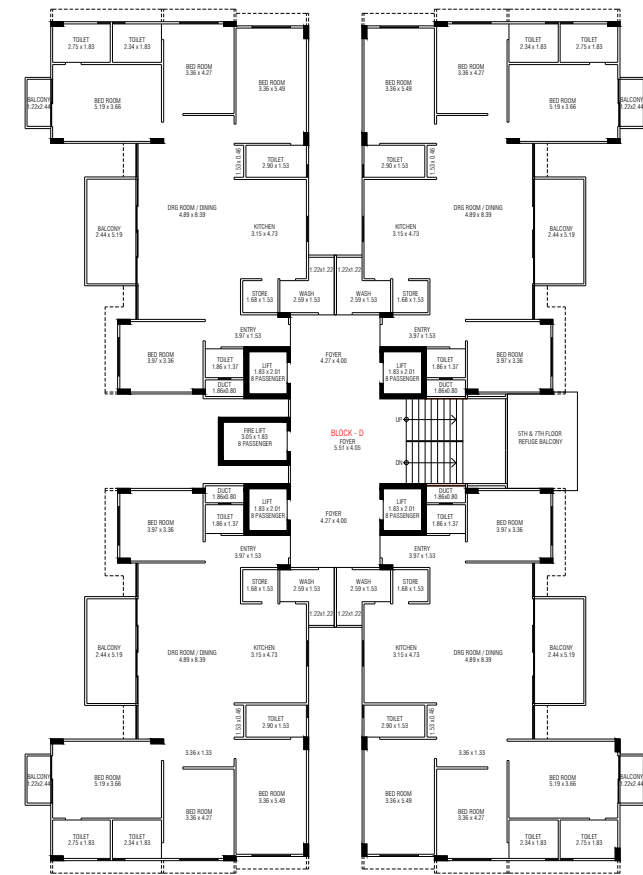 TOILET
2.75 x 1.83
TOILET
2.34 x 1.83
BED ROOM
3.36 x 4.27
BED ROOM
3.36 x 5.49
BALCONY
1.22x2.44
BED ROOM
5.19 x 3.66
TOILET
2.90 x 1.53
1.53 x 0.46
DRG ROOM / DINING
4.89 x 8.39
BALCONY
2.44 x 5.19
KITCHEN
3.15 x 4.73
STORE
1.68 x 1.53
WASH
2.59 x 1.53
1.22x1.22
ENTRY
3.97 x 1.53
BED ROOM
3.97 x 3.36
TOILET
1.86 x 1.37
DUCT
1.86x0.80
LIFT
1.83 x 2.01
8 PASSENGER
BED ROOM
3.36 x 5.49
BED ROOM
3.36 x 4.27
TOILET
2.34 x 1.83
TOILET
2.75 x 1.83
BED ROOM
5.19 x 3.66
BALCONY
1.22x2.44
TOILET
2.90 x 1.53
1.53 x 0.46
KITCHEN
3.15 x 4.73
DRG ROOM / DINING
4.89 x 8.39
BALCONY
2.44 x 5.19
1.22x1.22
WASH
2.59 x 1.53
STORE
1.68 x 1.53
ENTRY
3.97 x 1.53
LIFT
1.83 x 2.01
8 PASSENGER
TOILET
1.86 x 1.37
DUCT
1.86x0.80
BED ROOM
3.97 x 3.36
FOYER
4.27 x 4.00
FIRE LIFT
3.05 x 1.83
8 PASSENGER
BLOCK - D
FOYER
5.51 x 4.05
UP
DN
5TH & 7TH FLOOR
REFUGE BALCONY
FOYER
4.27 x 4.00
BED ROOM
3.97 x 3.36
DUCT
1.86x0.80
TOILET
1.86 x 1.37
LIFT
1.83 x 2.01
8 PASSENGER
ENTRY
3.97 x 1.53
STORE
1.68 x 1.53
WASH
2.59 x 1.53
1.22x1.22
BALCONY
2.44 x 5.19
DRG ROOM / DINING
4.89 x 8.39
KITCHEN
3.15 x 4.73
TOILET
2.90 x 1.53
1.53 x 0.46
3.36 x 1.33
BALCONY
1.22x2.44
BED ROOM
5.19 x 3.66
BED ROOM
3.36 x 5.49
BED ROOM
3.36 x 4.27
TOILET
2.75 x 1.83
TOILET
2.34 x 1.83
LIFT
1.83 x 2.01
8 PASSENGER
DUCT
1.86x0.80
TOILET
1.86 x 1.37
BED ROOM
3.97 x 3.36
ENTRY
3.97 x 1.53
WASH
2.59 x 1.53
STORE
1.68 x 1.53
1.22x1.22
KITCHEN
3.15 x 4.73
DRG ROOM / DINING
4.89 x 8.39
BALCONY
2.44 x 5.19
TOILET
2.90 x 1.53
1.53 x 0.46
3.36 x 1.33
BED ROOM
3.36 x 5.49
BED ROOM
3.36 x 4.27
BED ROOM
5.19 x 3.66
BALCONY
1.22x2.44
TOILET
2.34 x 1.83
TOILET
2.75 x 1.83